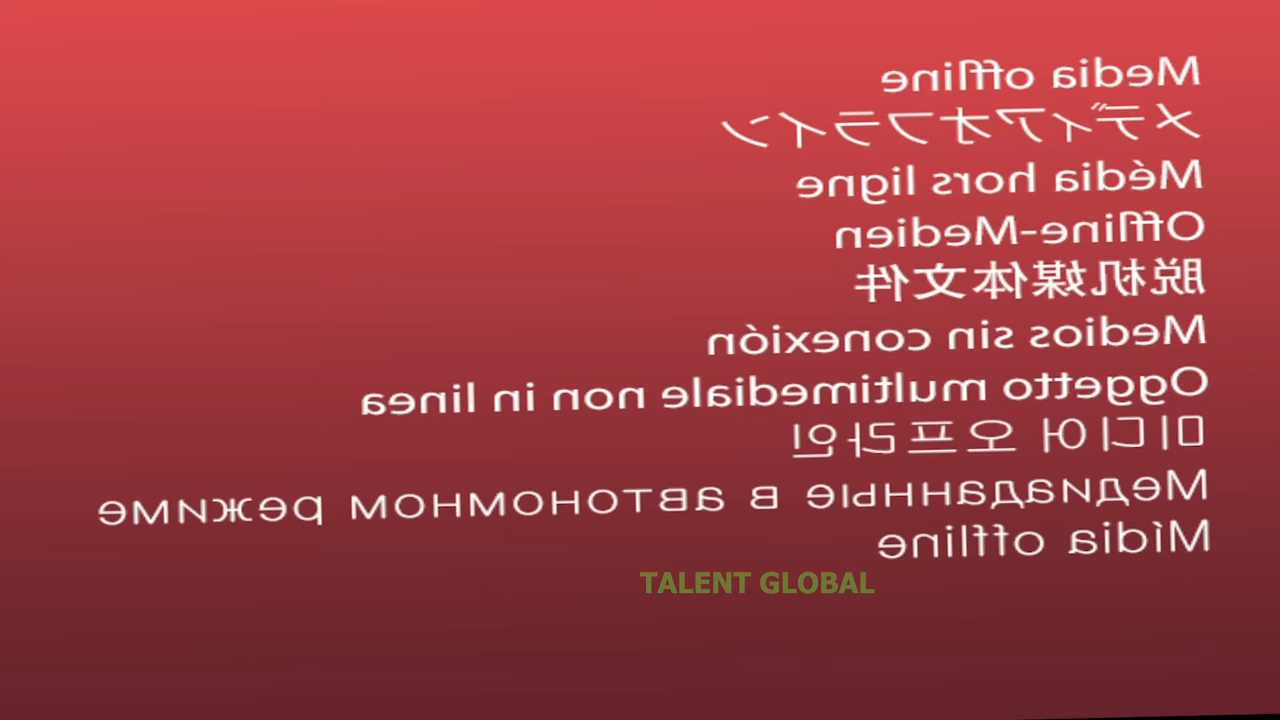 Media offline
メディアオフライン
Média hors ligne
Offline-Medien
脱机媒体文件
Medios sin conexión
Oggetto multimediale non in linea
미디어 오프라인
Медиаданные в автономном режиме
Mídia offline
TALENT GLOBAL